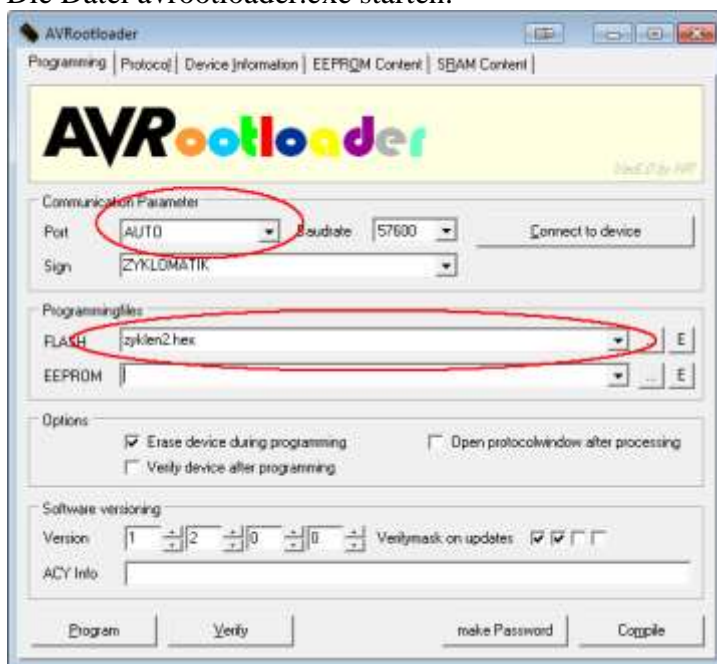 Die Datei avrootloader.exe starten.
AVRootloader
Programming Protocol Device Information EEPROM Content SRAM Content
AVRootloader
Communication Parameter
Port AUTO Baudrate 57600 Connect to device
Sign ZYKLOMATIK
Programmingfiles
FLASH zyklen2.hex ... E
EEPROM ... E
Options
Erase device during programming Open protocolwindow after processing
Verify device after programming
Software versioning
Version 1 2 0 0 Verifymask on updates
ACY Info
Program Verify make Password Compile